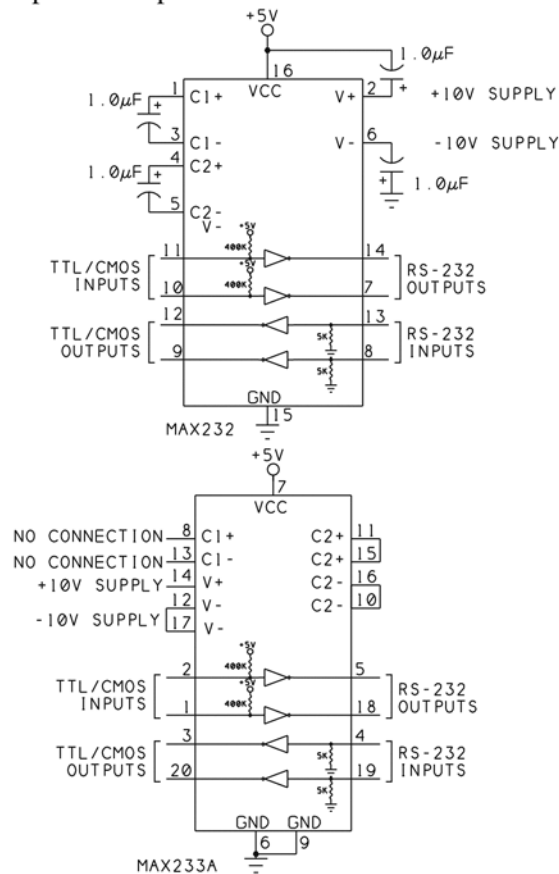 +5V
1.0µF
16
1 C1+ VCC V+ 2
1.0µF + + +10V SUPPLY
3 C1- V- 6
-10V SUPPLY
4 C2+
1.0µF + +
5 C2- 1.0µF
V-
+5V
11 400K 14
TTL/CMOS +5V RS-232
INPUTS OUTPUTS
10 400K 7
12 13
TTL/CMOS 5K RS-232
OUTPUTS INPUTS
9 8
5K
GND
15
MAX232
+5V
7
VCC
NO CONNECTION 8 C1+ C2+ 11
NO CONNECTION 13 C1- C2+ 15
+10V SUPPLY 14 V+ C2- 16
12 V- C2- 10
-10V SUPPLY
17 V-
+5V
2 400K 5
TTL/CMOS +5V RS-232
INPUTS OUTPUTS
1 400K 18
3 4
TTL/CMOS 5K RS-232
OUTPUTS INPUTS
20 19
5K
GND GND
6 9
MAX233A